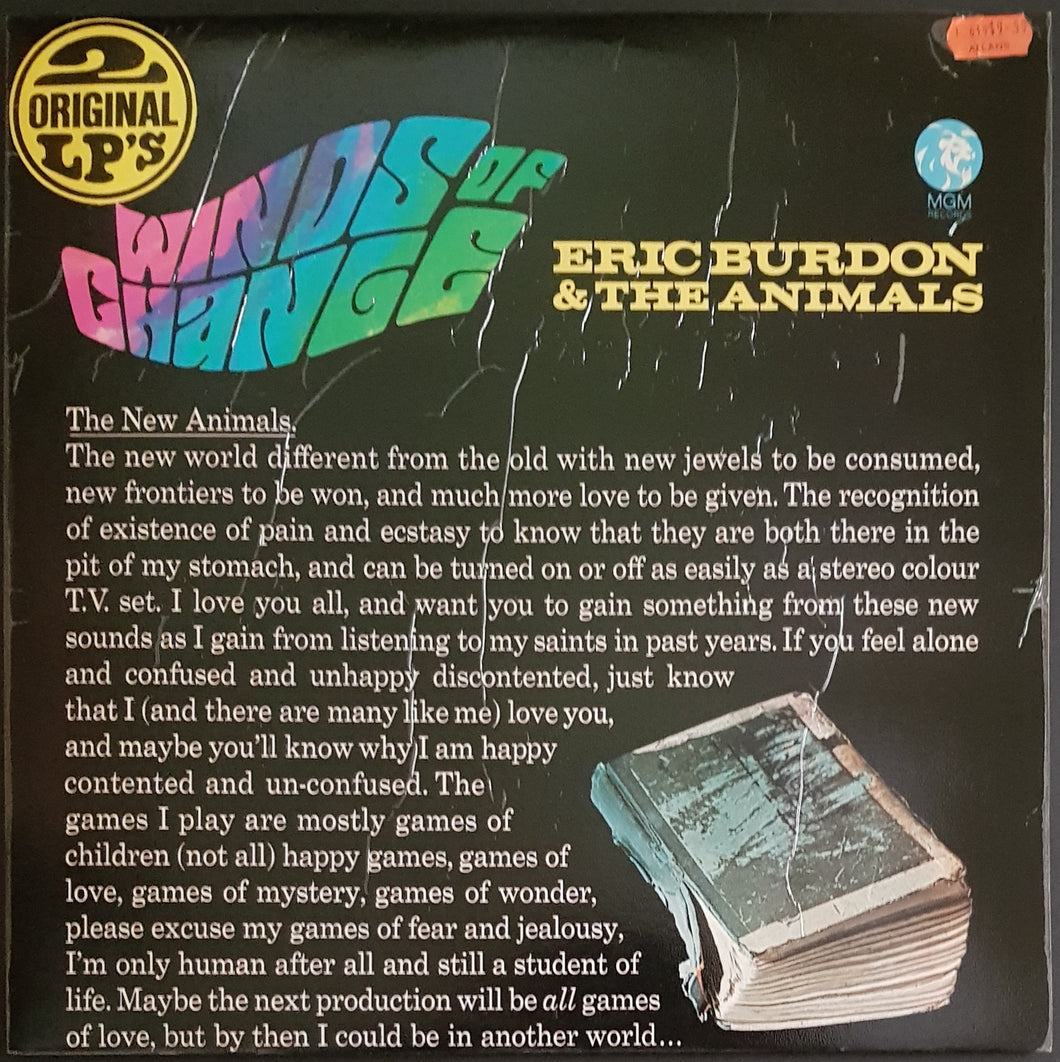 2
ORIGINAL
LP'S
WINDS OF
CHANGE
MGM
RECORDS
ERIC BURDON
& THE ANIMALS
The New Animals.
The new world different from the old with new jewels to be consumed,
new frontiers to be won, and much more love to be given. The recognition
of existence of pain and ecstasy to know that they are both there in the
pit of my stomach, and can be turned on or off as easily as a stereo colour
T.V. set. I love you all, and want you to gain something from these new
sounds as I gain from listening to my saints in past years. If you feel alone
and confused and unhappy discontented, just know
that I (and there are many like me) love you,
and maybe you'll know why I am happy
contented and un-confused. The
games I play are mostly games of
children (not all) happy games, games of
love, games of mystery, games of wonder,
please excuse my games of fear and jealousy,
I'm only human after all and still a student of
life. Maybe the next production will be all games
of love, but by then I could be in another world...